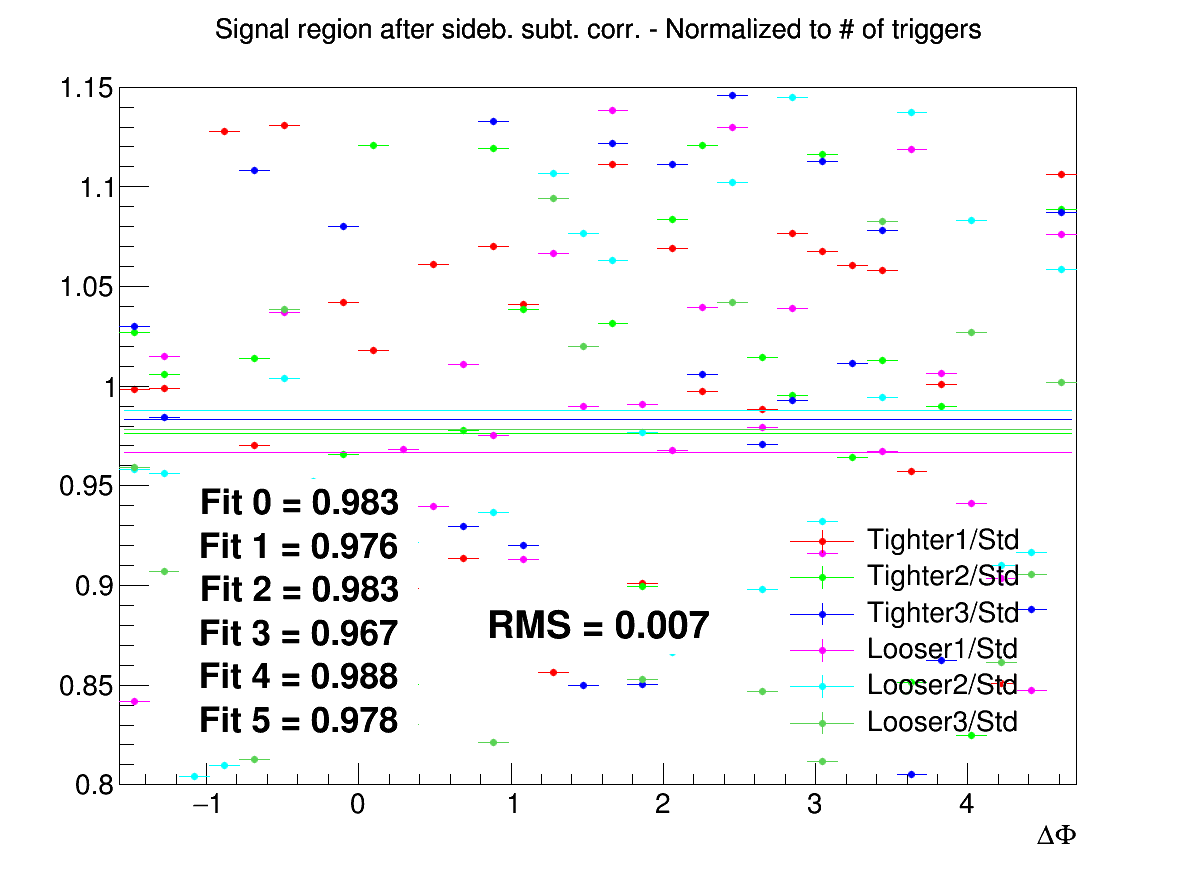 Signal region after sideb. subt. corr. - Normalized to # of triggers
1.15
1.1
1.05
1
0.95
0.9
0.85
0.8
Fit 0 = 0.983
Fit 1 = 0.976
Fit 2 = 0.983
Fit 3 = 0.967
Fit 4 = 0.988
Fit 5 = 0.978
RMS = 0.007
Tighter1/Std
Tighter2/Std
Tighter3/Std
Looser1/Std
Looser2/Std
Looser3/Std
−1 0 1 2 3 4
ΔΦ